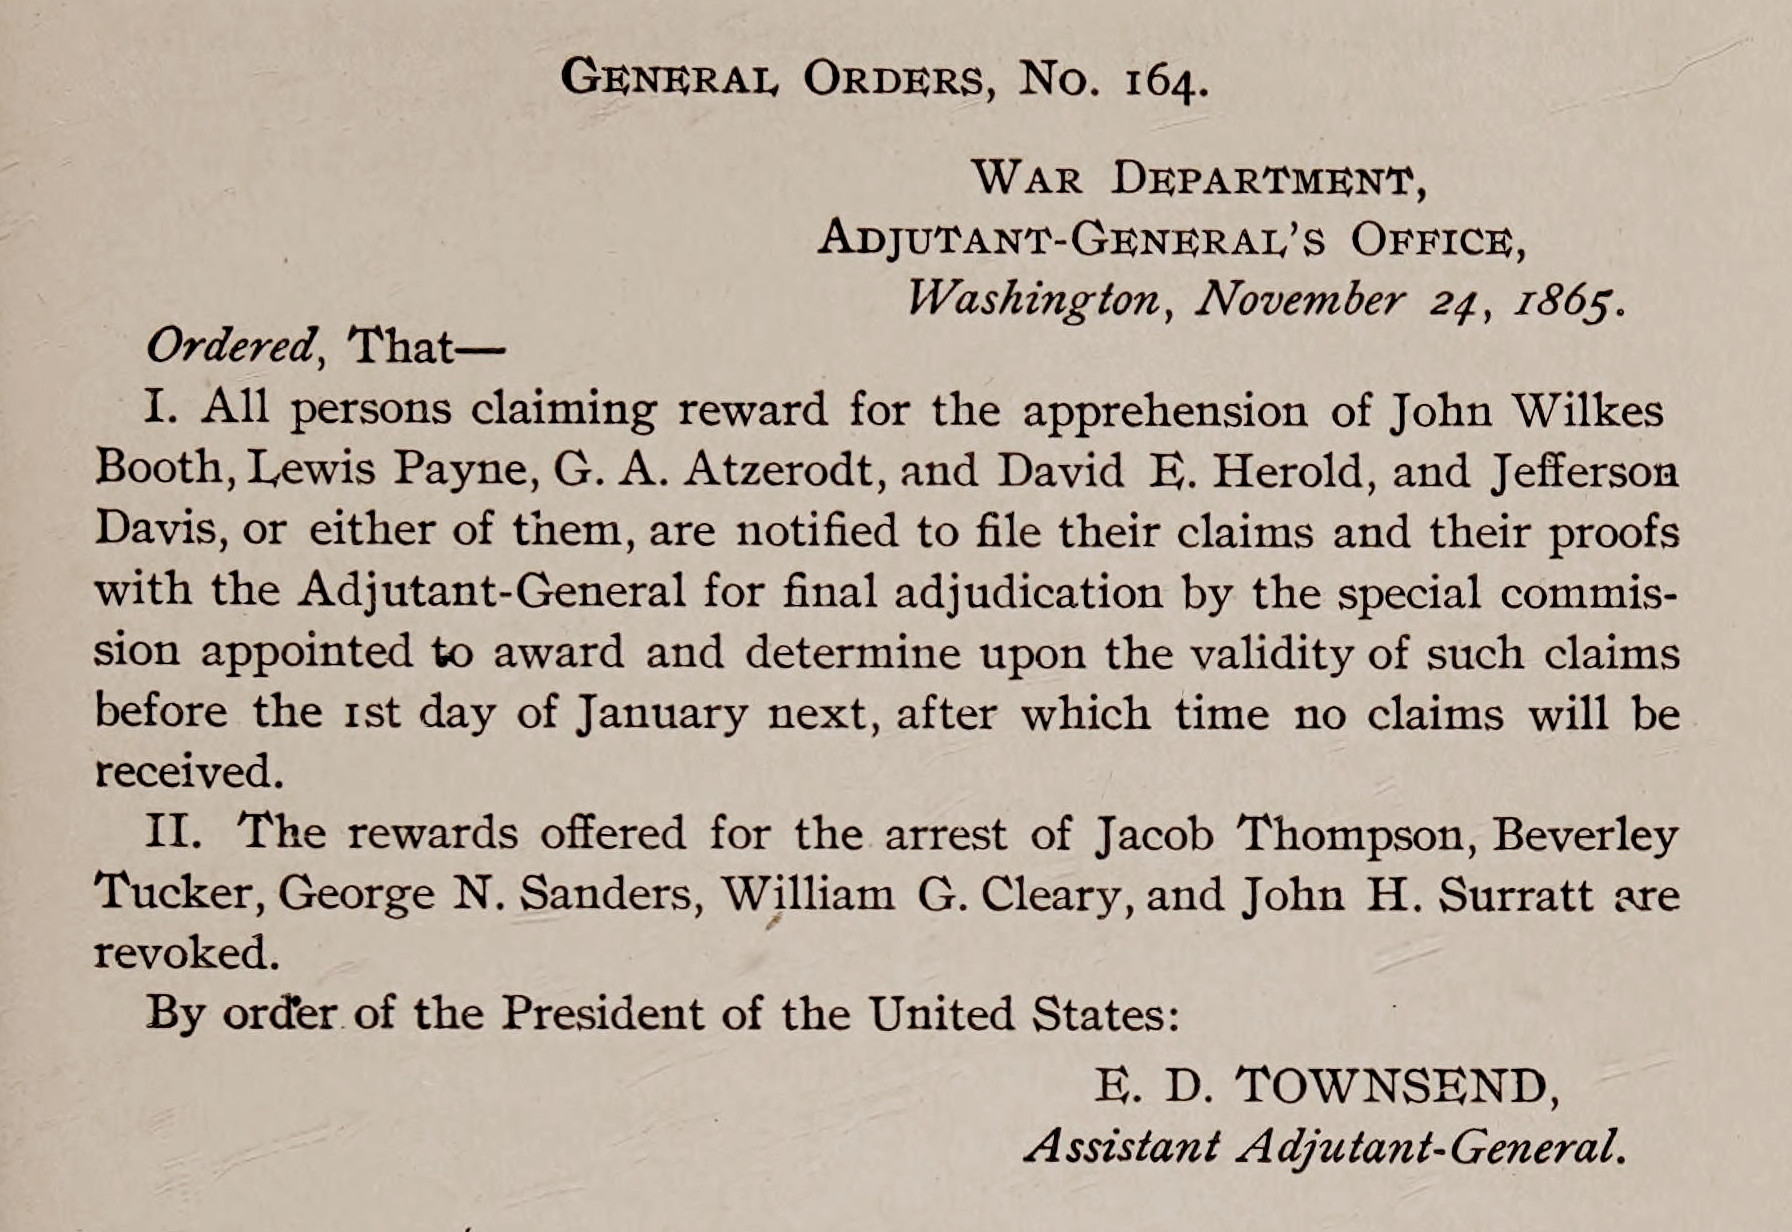 GENERAL ORDERS, NO. 164.
WAR DEPARTMENT,
ADJUTANT-GENERAL'S OFFICE,
Washington, November 24, 1865.
Ordered, That—
I. All persons claiming reward for the apprehension of John Wilkes
Booth, Lewis Payne, G. A. Atzerodt, and David E. Herold, and Jefferson
Davis, or either of them, are notified to file their claims and their proofs
with the Adjutant-General for final adjudication by the special commis-
sion appointed to award and determine upon the validity of such claims
before the 1st day of January next, after which time no claims will be
received.
II. The rewards offered for the arrest of Jacob Thompson, Beverley
Tucker, George N. Sanders, William G. Cleary, and John H. Surratt are
revoked.
By order of the President of the United States:
E. D. TOWNSEND,
Assistant Adjutant-General.